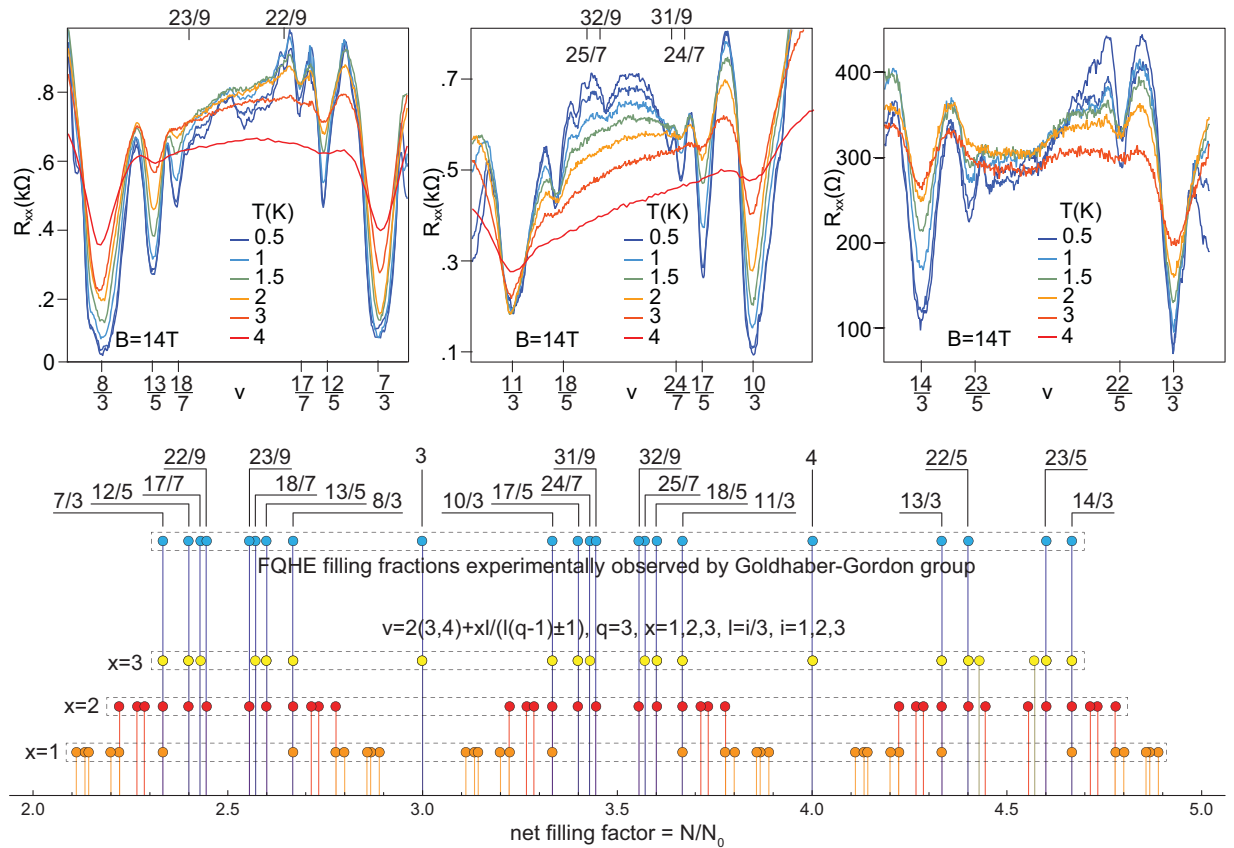 23/9 22/9
.8
.6
.4
.2
0
Rxx(kΩ)
T(K)
0.5
1
1.5
2
3
4
B=14T
8/3 13/5 18/7 v 17/7 12/5 7/3
32/9 31/9
25/7 24/7
.7
.5
.3
.1
Rxx(kΩ)
T(K)
0.5
1
1.5
2
3
4
B=14T
11/3 18/5 v 24/7 17/5 10/3
400
300
200
100
Rxx(Ω)
T(K)
0.5
1
1.5
2
3
4
B=14T
14/3 23/5 v 22/5 13/3
22/9 23/9 3 31/9 32/9 4 22/5 23/5
17/7 18/7 24/7 25/7
12/5 13/5 17/5 18/5
7/3 8/3 10/3 11/3 13/3 14/3
FQHE filling fractions experimentally observed by Goldhaber-Gordon group
v=2(3,4)+xl/(l(q-1)±1), q=3, x=1,2,3, l=i/3, i=1,2,3
x=3
x=2
x=1
2.0 2.5 3.0 3.5 4.0 4.5 5.0
net filling factor = N/N₀